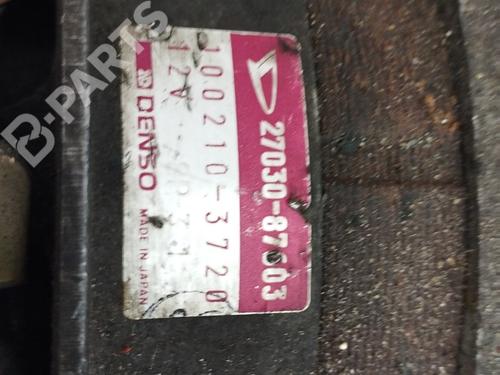 27030-87603
100210-3720
12V
DENSO
MADE IN JAPAN
B-PARTS